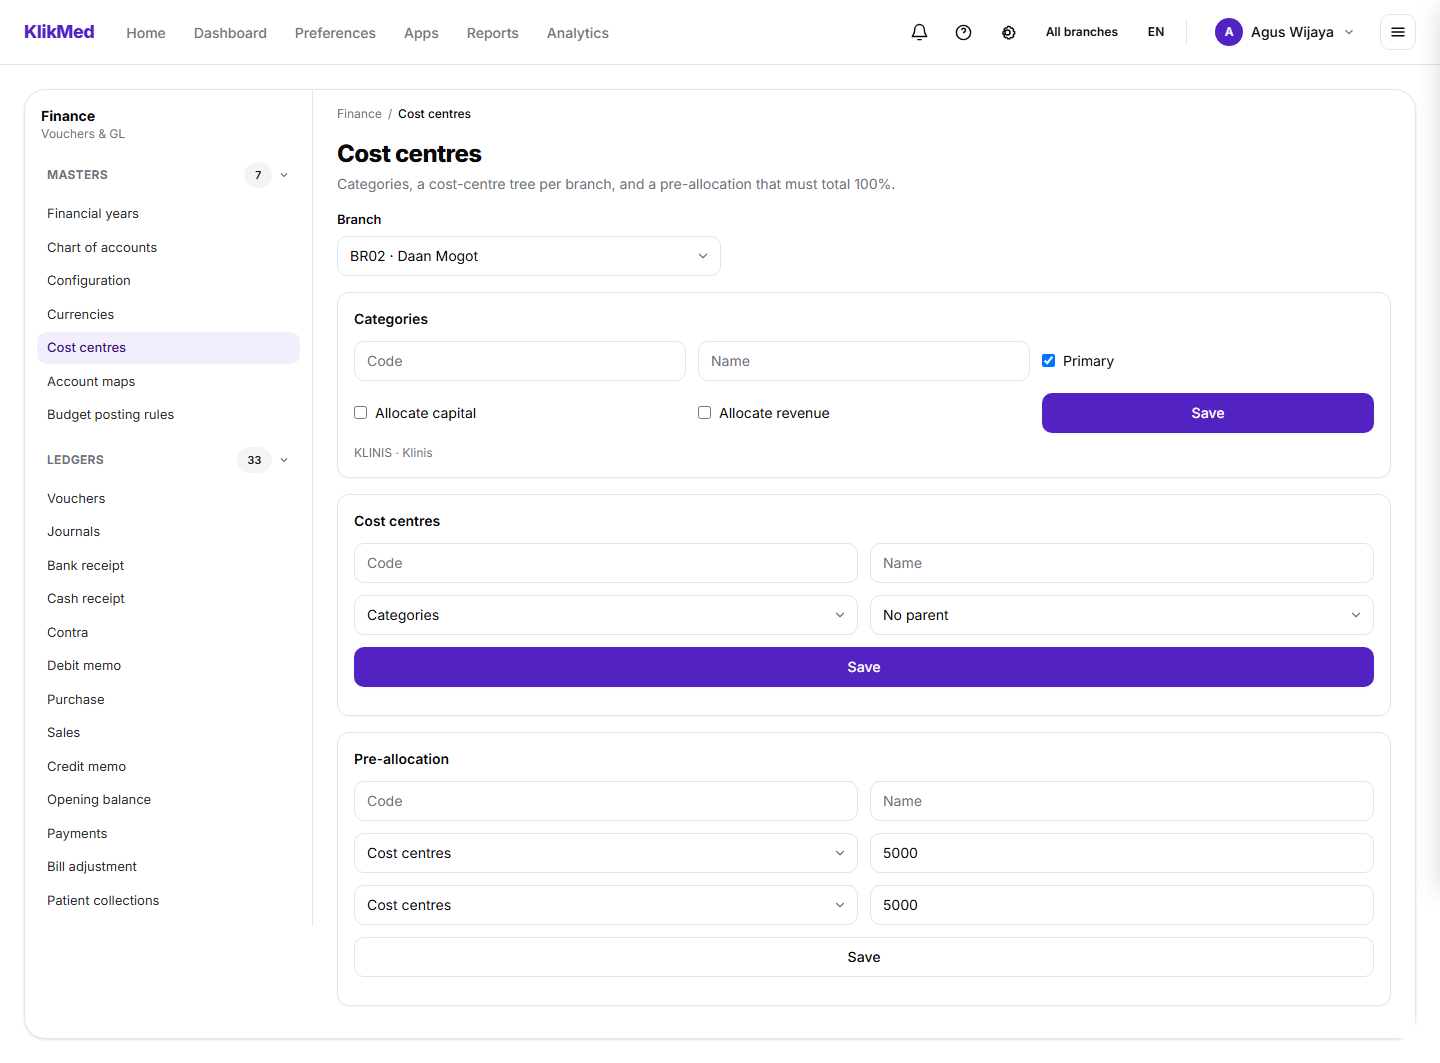 KlikMed
Home
Dashboard
Preferences
Apps
Reports
Analytics
All branches
EN
A
Agus Wijaya
Finance
Vouchers & GL
MASTERS
7
Financial years
Chart of accounts
Configuration
Currencies
Cost centres
Account maps
Budget posting rules
LEDGERS
33
Vouchers
Journals
Bank receipt
Cash receipt
Contra
Debit memo
Purchase
Sales
Credit memo
Opening balance
Payments
Bill adjustment
Patient collections
Finance / Cost centres
Cost centres
Categories, a cost-centre tree per branch, and a pre-allocation that must total 100%.
Branch
BR02 · Daan Mogot
Categories
Code
Name
Primary
Allocate capital
Allocate revenue
Save
KLINIS · Klinis
Cost centres
Code
Name
Categories
No parent
Save
Pre-allocation
Code
Name
Cost centres
5000
Cost centres
5000
Save